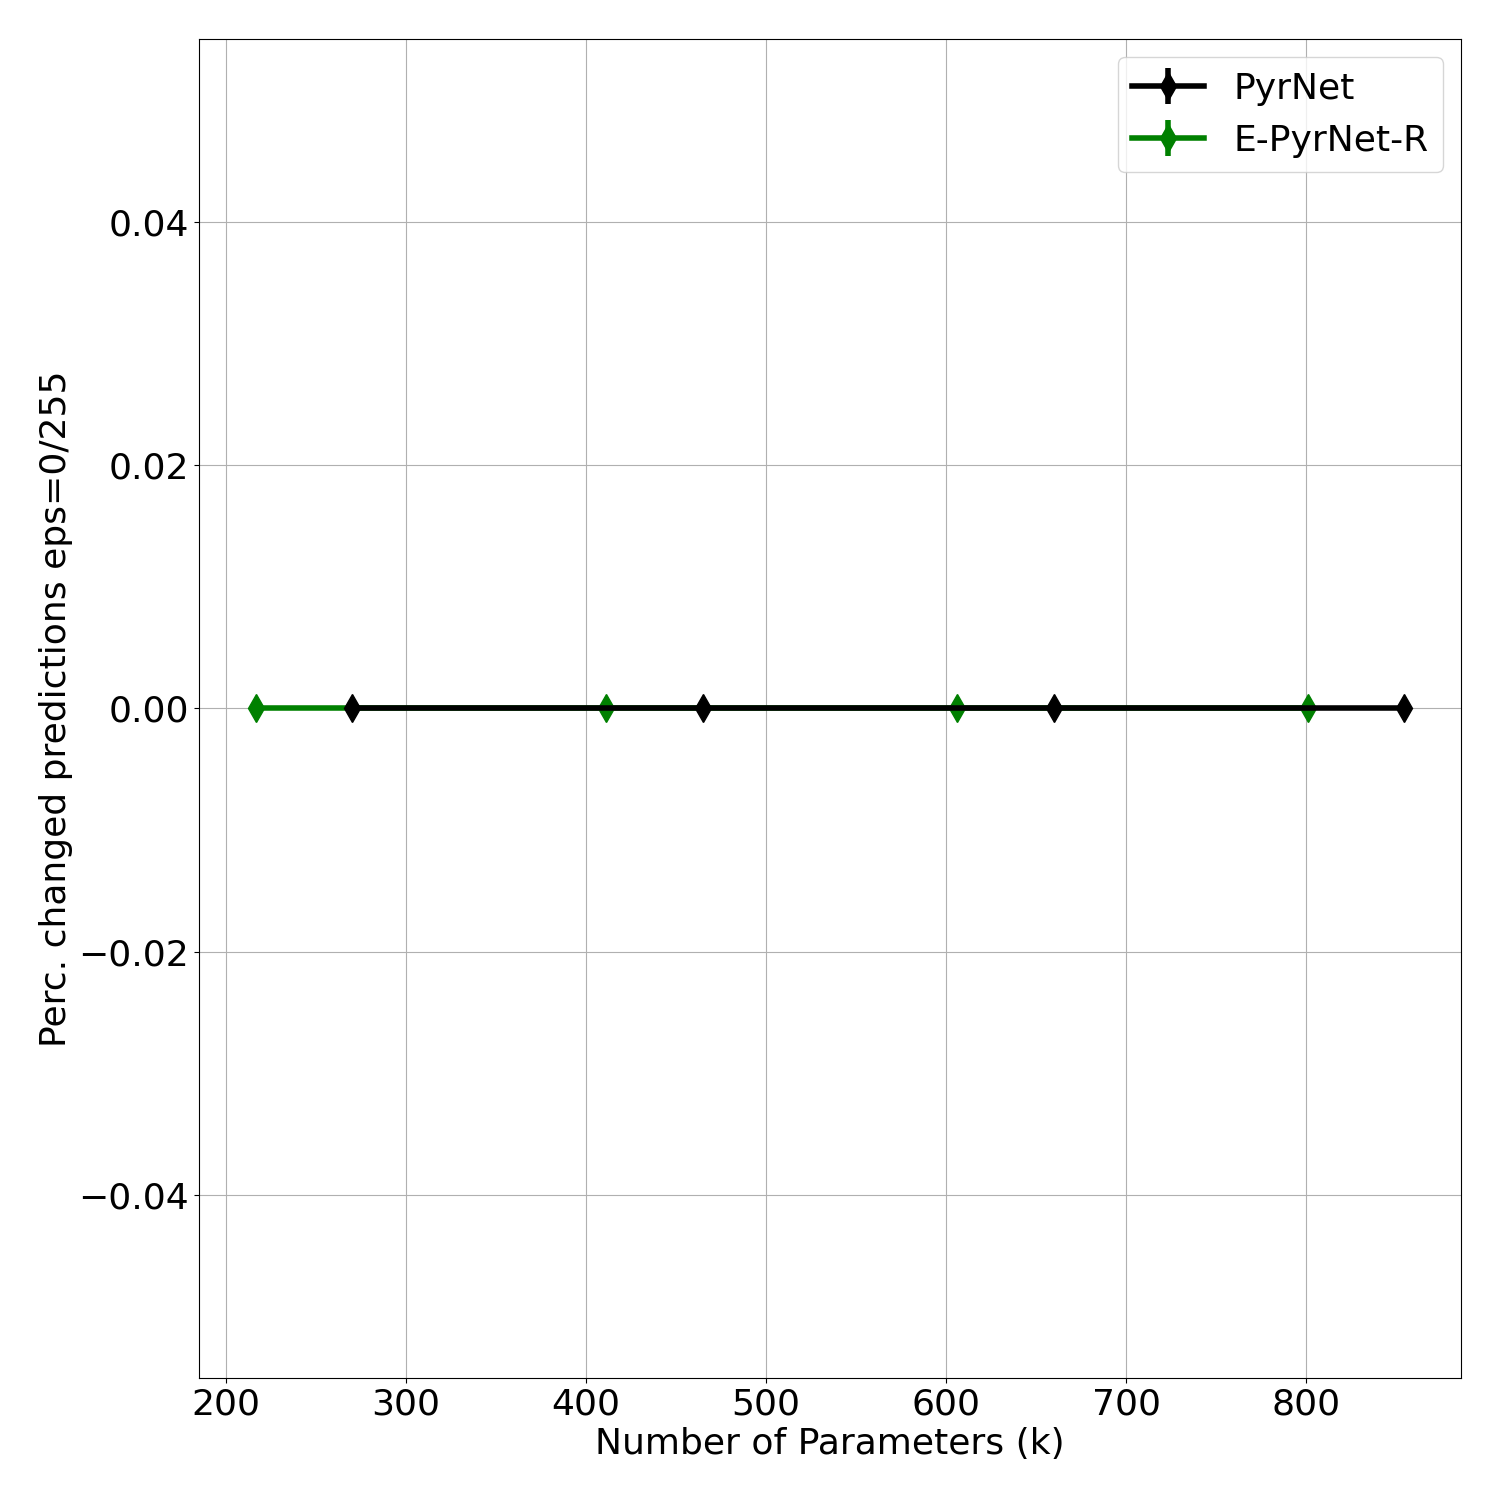 PyrNet
E-PyrNet-R
Perc. changed predictions eps=0/255
0.04
0.02
0.00
−0.02
−0.04
200 300 400 500 600 700 800
Number of Parameters (k)